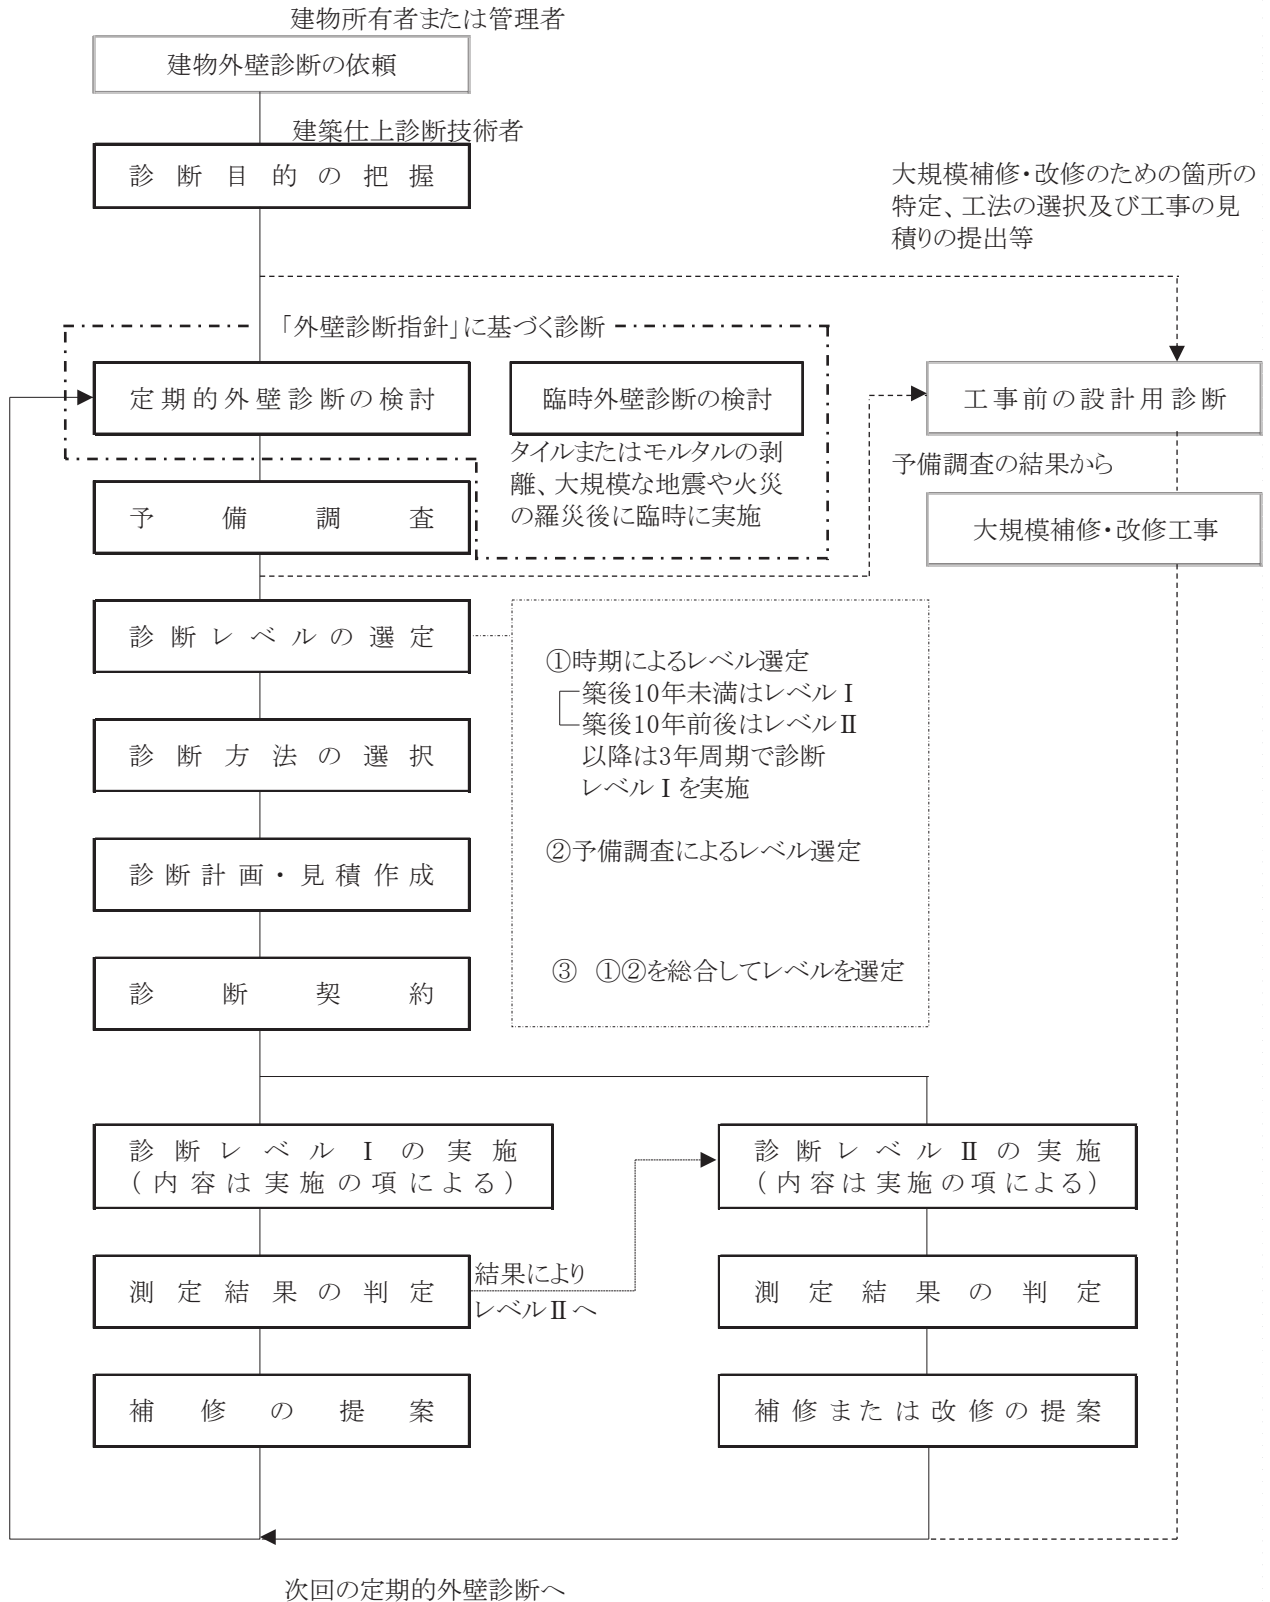 建物所有者または管理者
建物外壁診断の依頼
建築仕上診断技術者
診断目的の把握
大規模補修・改修のための箇所の
特定、工法の選択及び工事の見
積りの提出等
「外壁診断指針」に基づく診断
定期的外壁診断の検討
臨時外壁診断の検討
工事前の設計用診断
タイルまたはモルタルの剥
離、大規模な地震や火災
の羅災後に臨時に実施
予備調査の結果から
予備調査
大規模補修・改修工事
診断レベルの選定
①時期によるレベル選定
築後10年未満はレベルⅠ
築後10年前後はレベルⅡ
以降は3年周期で診断
レベルⅠを実施
診断方法の選択
②予備調査によるレベル選定
診断計画・見積作成
③ ①②を総合してレベルを選定
診断契約
診断レベルⅠの実施
(内容は実施の項による)
診断レベルⅡの実施
(内容は実施の項による)
測定結果の判定
結果により
レベルⅡへ
測定結果の判定
補修の提案
補修または改修の提案
次回の定期的外壁診断へ